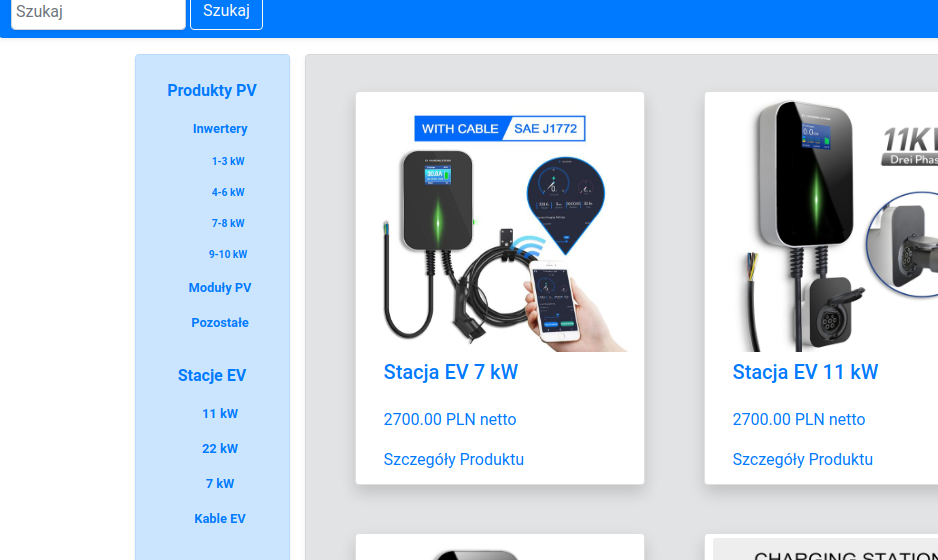 Szukaj
Szukaj
Produkty PV
Inwertery
1-3 kW
4-6 kW
7-8 kW
9-10 kW
Moduły PV
Pozostałe
Stacje EV
11 kW
22 kW
7 kW
Kable EV
WITH CABLE
SAE J1772
Stacja EV 7 kW
2700.00 PLN netto
Szczegóły Produktu
Drei Phas
Stacja EV 11 kW
2700.00 PLN netto
Szczegóły Produktu
CHARGING STATION